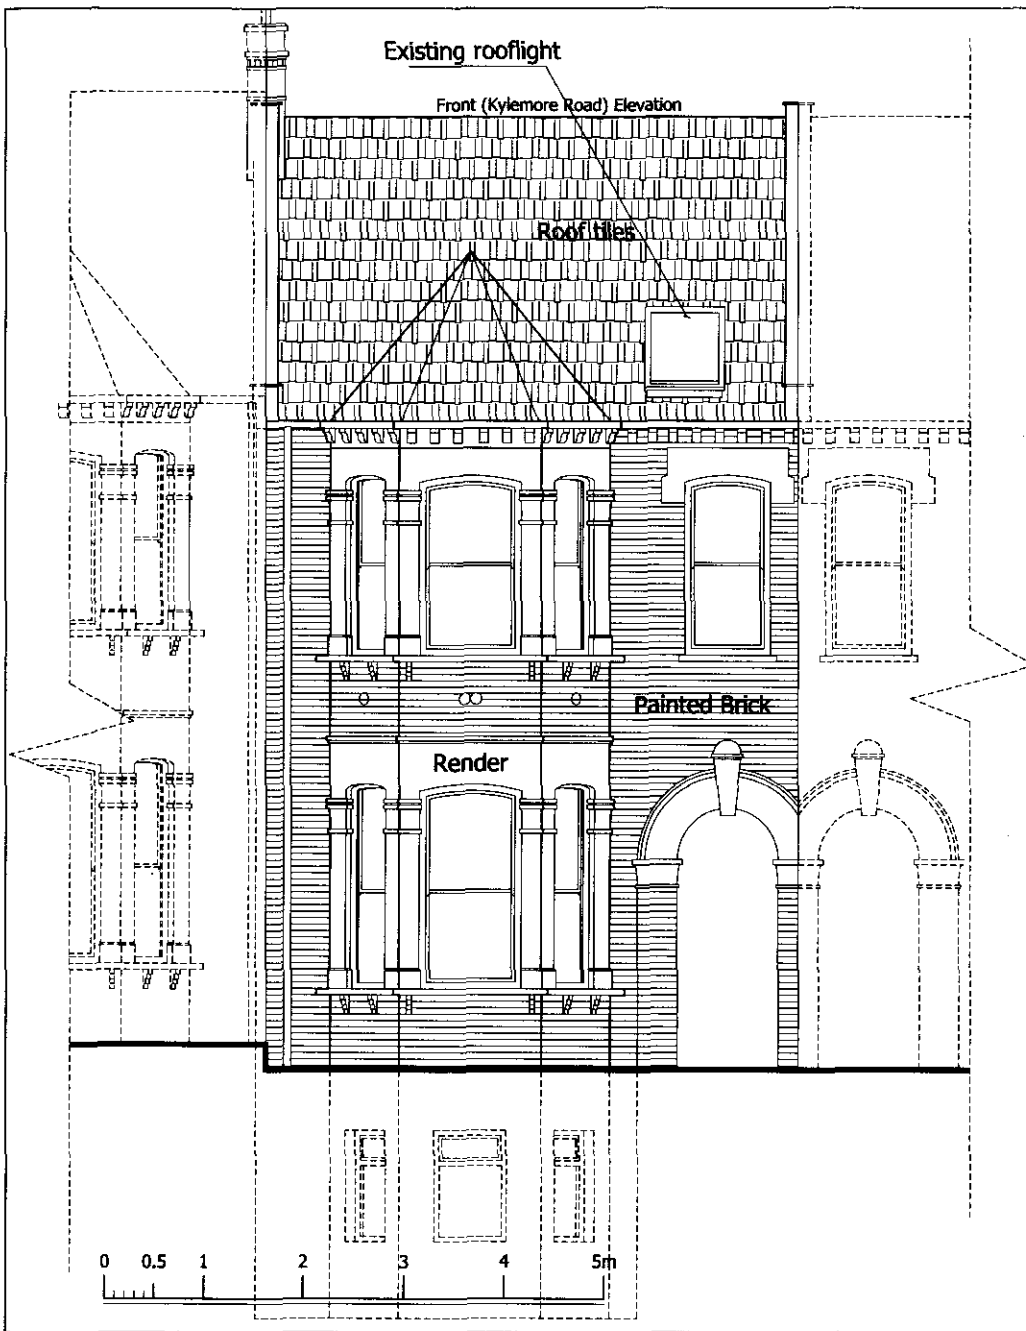 Existing rooflight
Front (Kylemore Road) Elevation
Roof tiles
Painted Brick
Render
0 0.5 1 2 3 4 5m